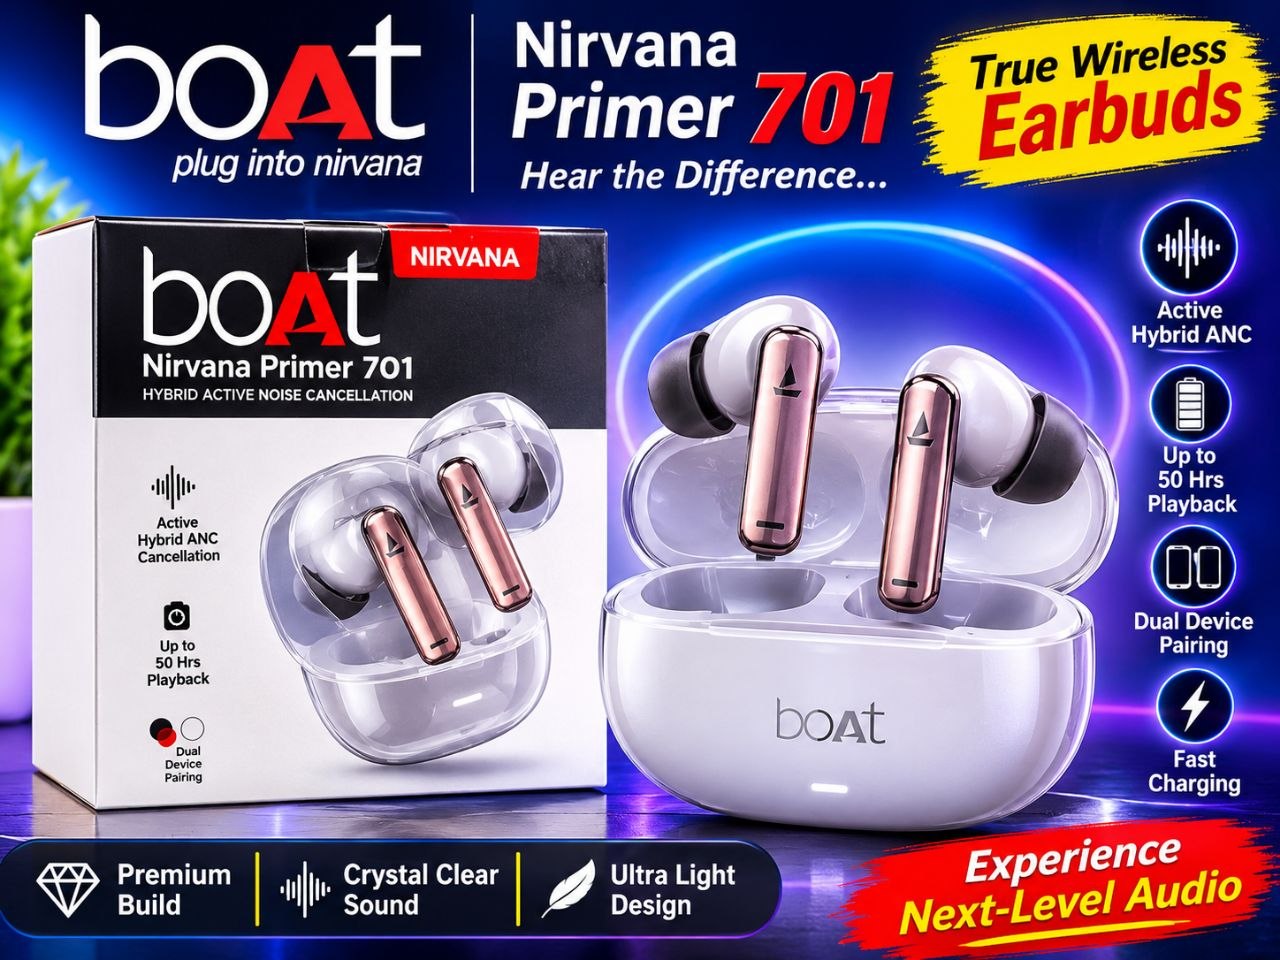 boAt
plug into nirvana
Nirvana
Primer 701
Hear the Difference...
True Wireless
Earbuds
NIRVANA
boAt
Nirvana Primer 701
HYBRID ACTIVE NOISE CANCELLATION
Active
Hybrid ANC
Cancellation
Up to
50 Hrs
Playback
Dual
Device
Pairing
boAt
Active
Hybrid ANC
Up to
50 Hrs
Playback
Dual Device
Pairing
Fast
Charging
Premium
Build
Crystal Clear
Sound
Ultra Light
Design
Experience
Next-Level Audio